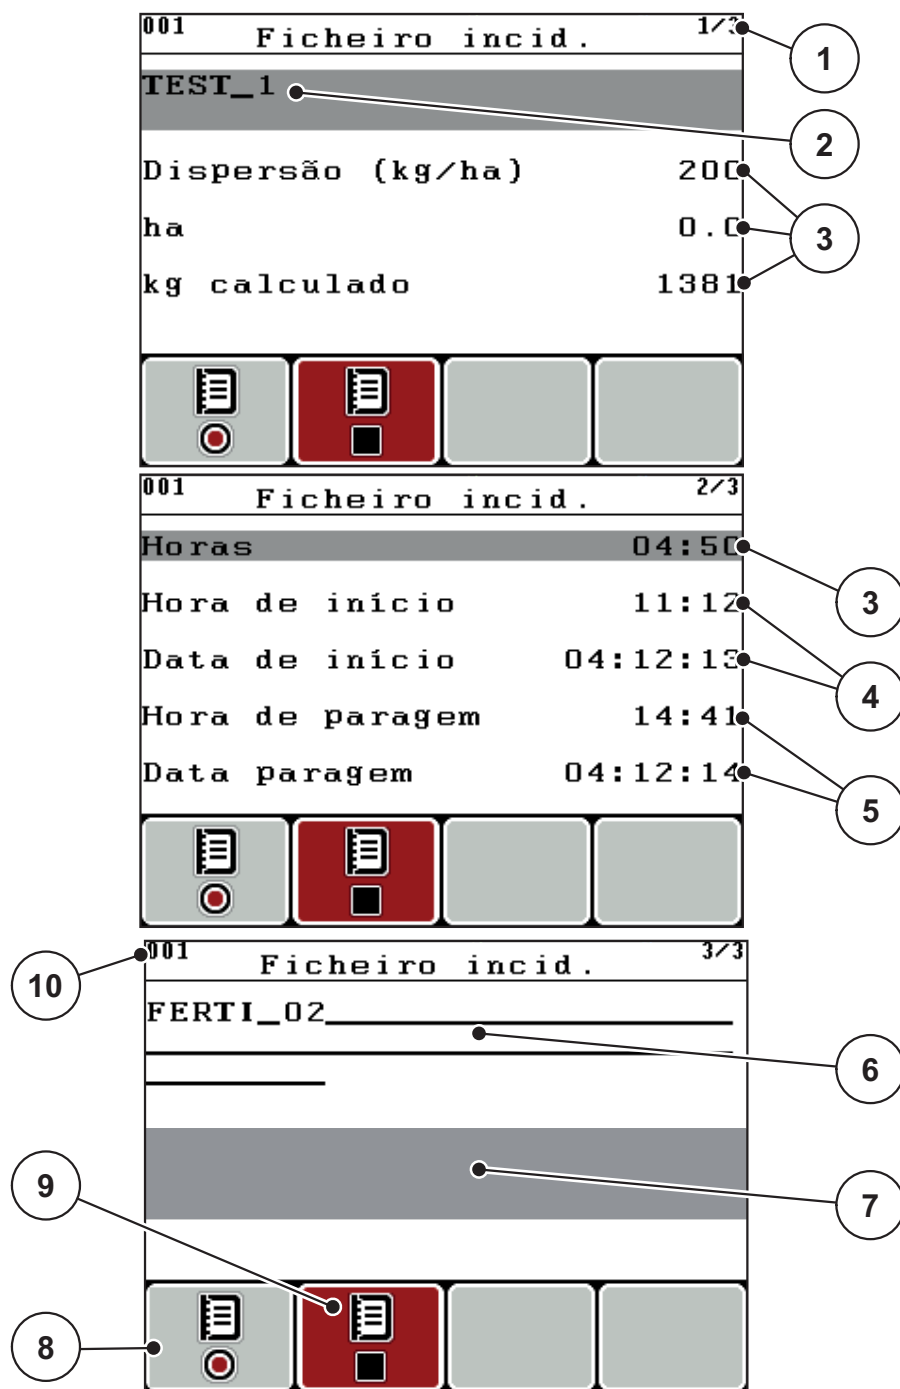 001 Ficheiro incid. 1/3
1
TEST_1
2
Dispersão (kg/ha) 200
ha 0.0
3
kg calculado 1381
001 Ficheiro incid. 2/3
Horas 04:50
3
Hora de início 11:12
Data de início 04:12:13
4
Hora de paragem 14:41
Data paragem 04:12:14
5
001 Ficheiro incid. 3/3
10
FERTI_02
6
7
9
8